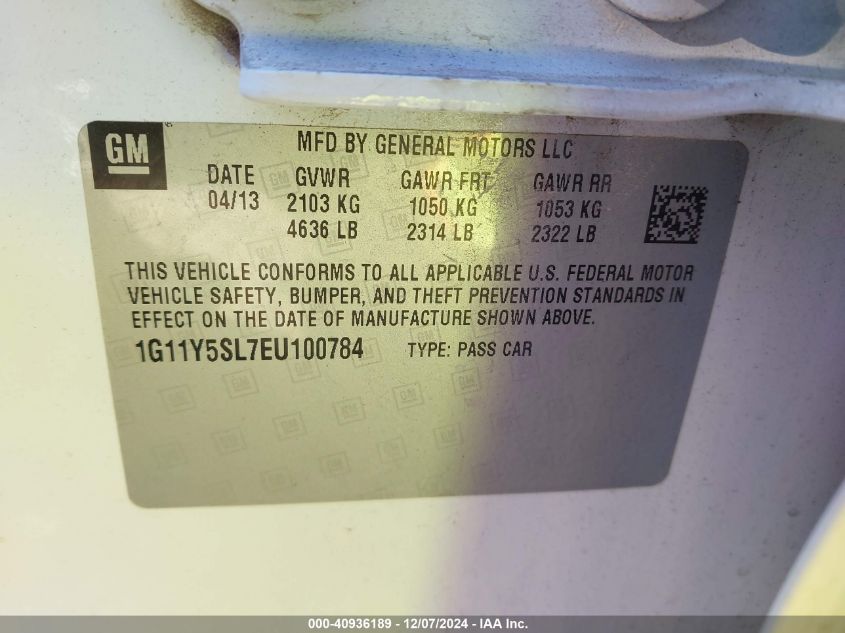 GM
MFD BY GENERAL MOTORS LLC
DATE GVWR GAWR FRT GAWR RR
04/13 2103 KG 1050 KG 1053 KG
4636 LB 2314 LB 2322 LB
THIS VEHICLE CONFORMS TO ALL APPLICABLE U.S. FEDERAL MOTOR
VEHICLE SAFETY, BUMPER, AND THEFT PREVENTION STANDARDS IN
EFFECT ON THE DATE OF MANUFACTURE SHOWN ABOVE.
1G11Y5SL7EU100784 TYPE: PASS CAR
000-40936189 - 12/07/2024 - IAA Inc.